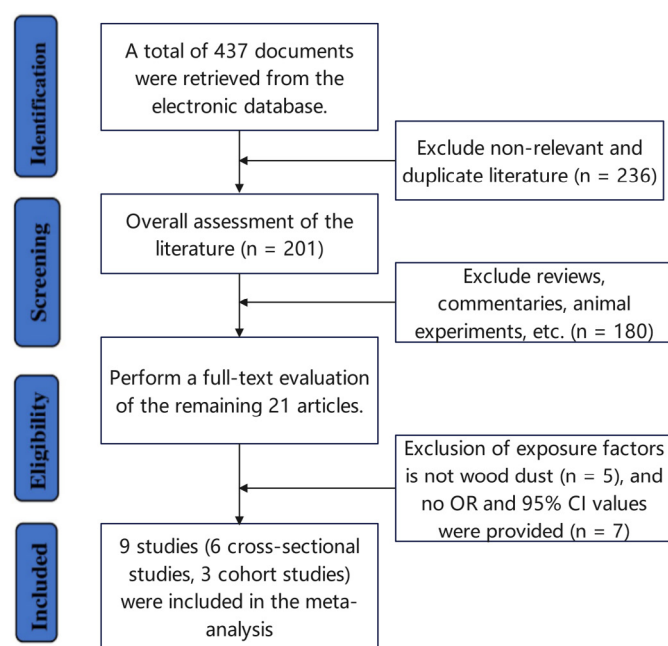 Identification
A total of 437 documents
were retrieved from the
electronic database.
Exclude non-relevant and
duplicate literature (n = 236)
Screening
Overall assessment of the
literature (n = 201)
Exclude reviews,
commentaries, animal
experiments, etc. (n = 180)
Eligibility
Perform a full-text evaluation
of the remaining 21 articles.
Exclusion of exposure factors
is not wood dust (n = 5), and
no OR and 95% CI values
were provided (n = 7)
Included
9 studies (6 cross-sectional
studies, 3 cohort studies)
were included in the meta-
analysis